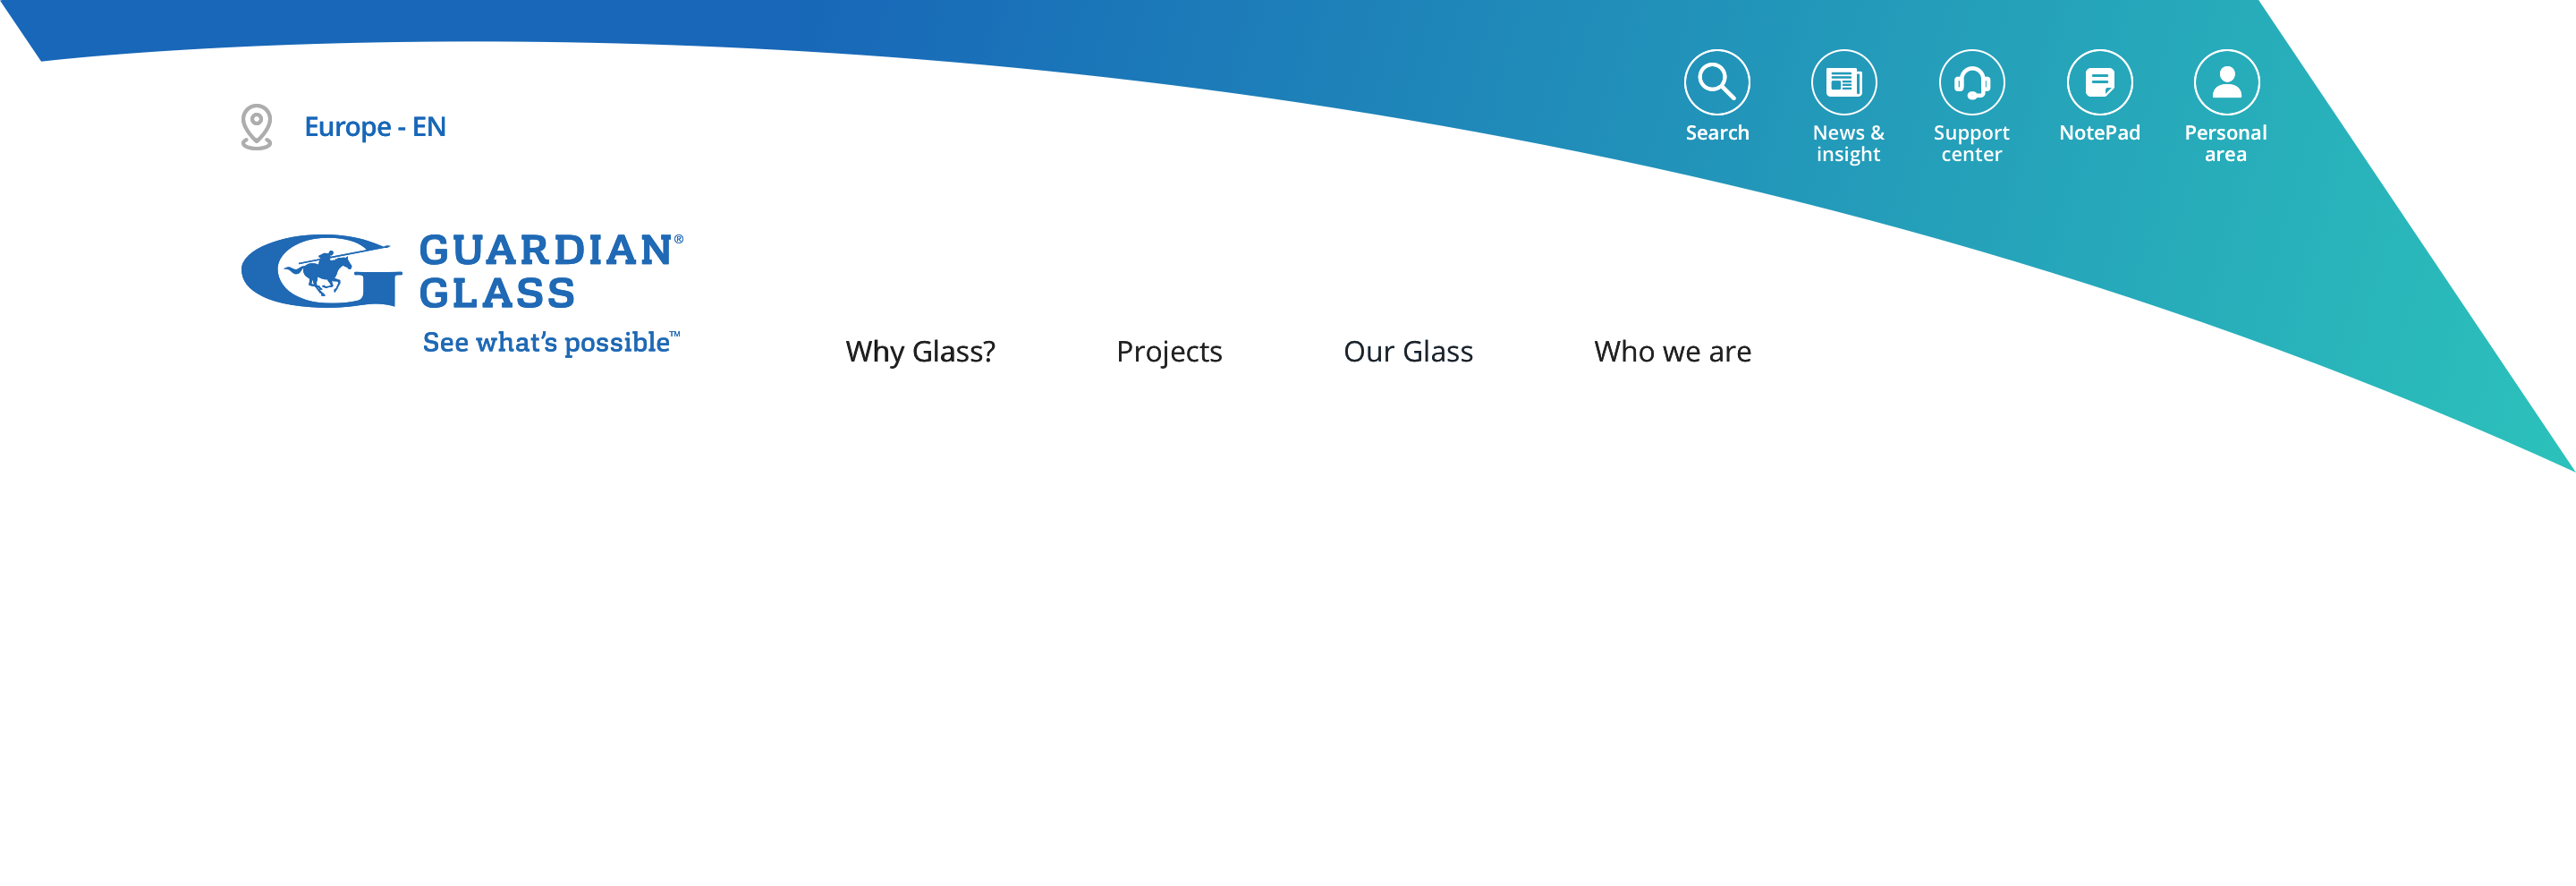 Europe - EN
Search
News &
insight
Support
center
NotePad
Personal
area
GUARDIAN®
GLASS
See what's possible™
Why Glass?
Projects
Our Glass
Who we are